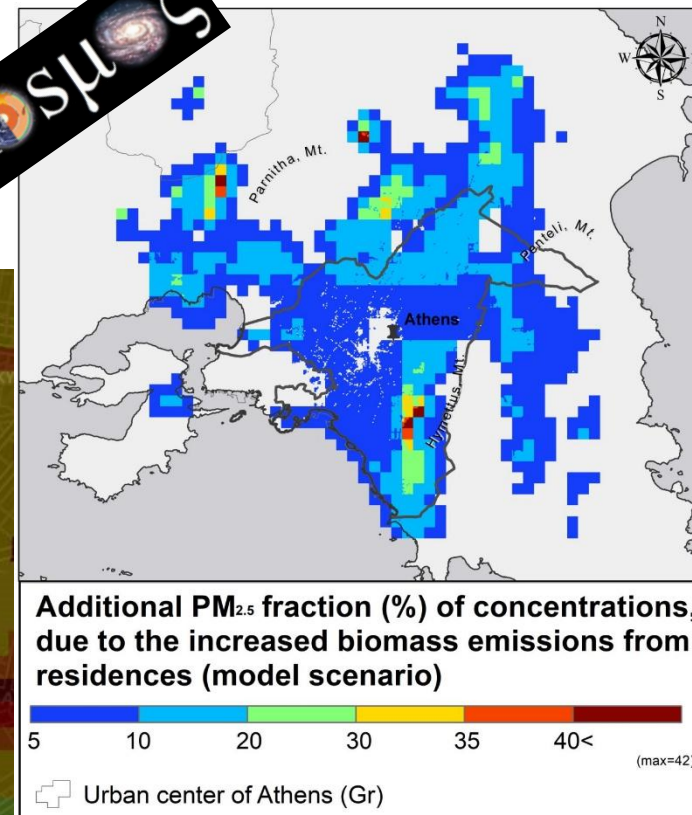 σμος
N
W
S
Parnitha, Mt.
Penteli, Mt.
Athens
Hymettus, Mt.
Additional PM2.5 fraction (%) of concentrations,
due to the increased biomass emissions from
residences (model scenario)
5 10 20 30 35 40<
(max=42)
Urban center of Athens (Gr)